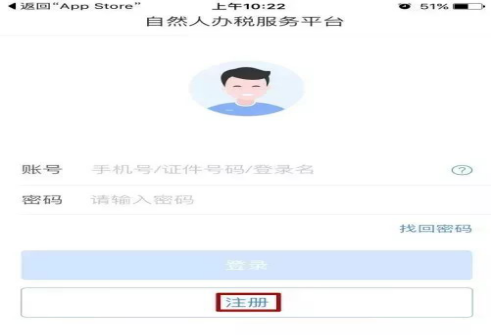 返回“App Store” 上午10:22 51%
自然人办税服务平台
账号 手机号/证件号码/登录名 ?
密码 请输入密码
找回密码
登录
注册